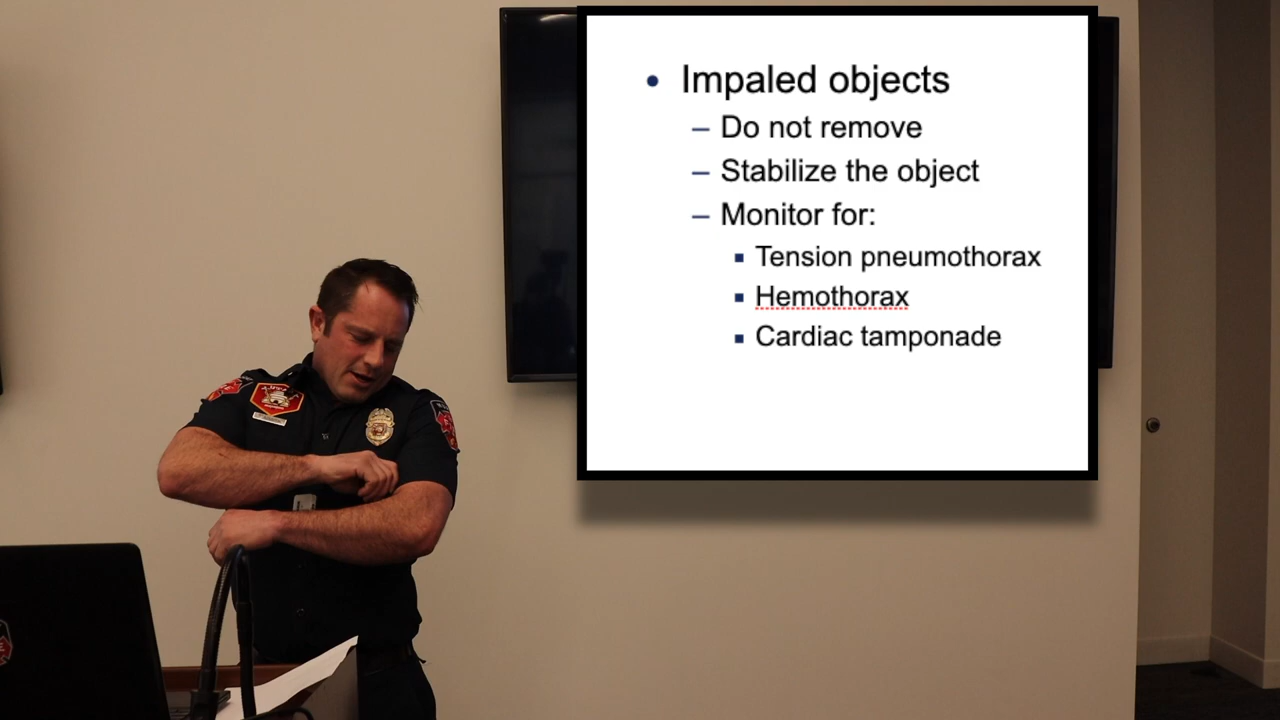 • Impaled objects
– Do not remove
– Stabilize the object
– Monitor for:
▪ Tension pneumothorax
▪ Hemothorax
▪ Cardiac tamponade